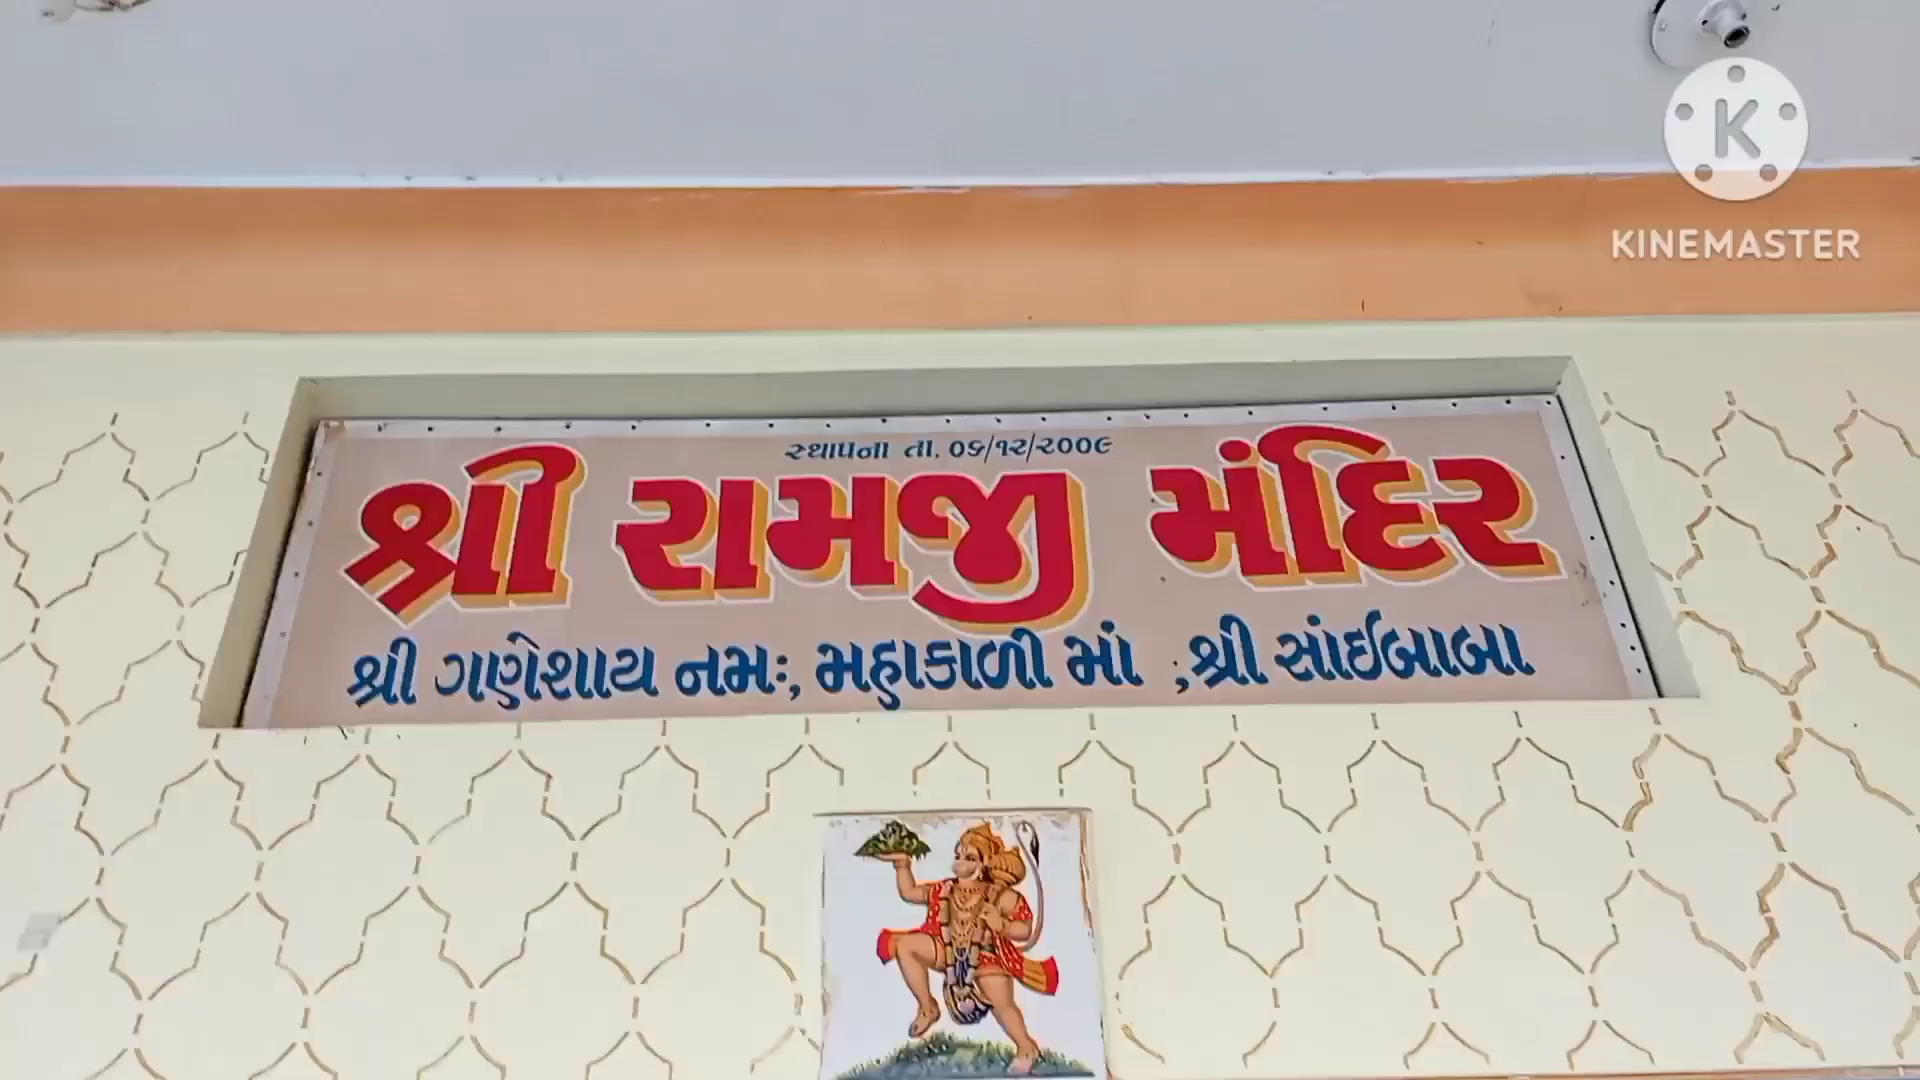 સ્થાપના તા. ૦૬/૧૨/૨૦૦૯
શ્રી રામજી મંદિર
શ્રી ગણેશાય નમઃ, મહાકાળી માં ;શ્રી સાંઈબાબા
K
KINEMASTER